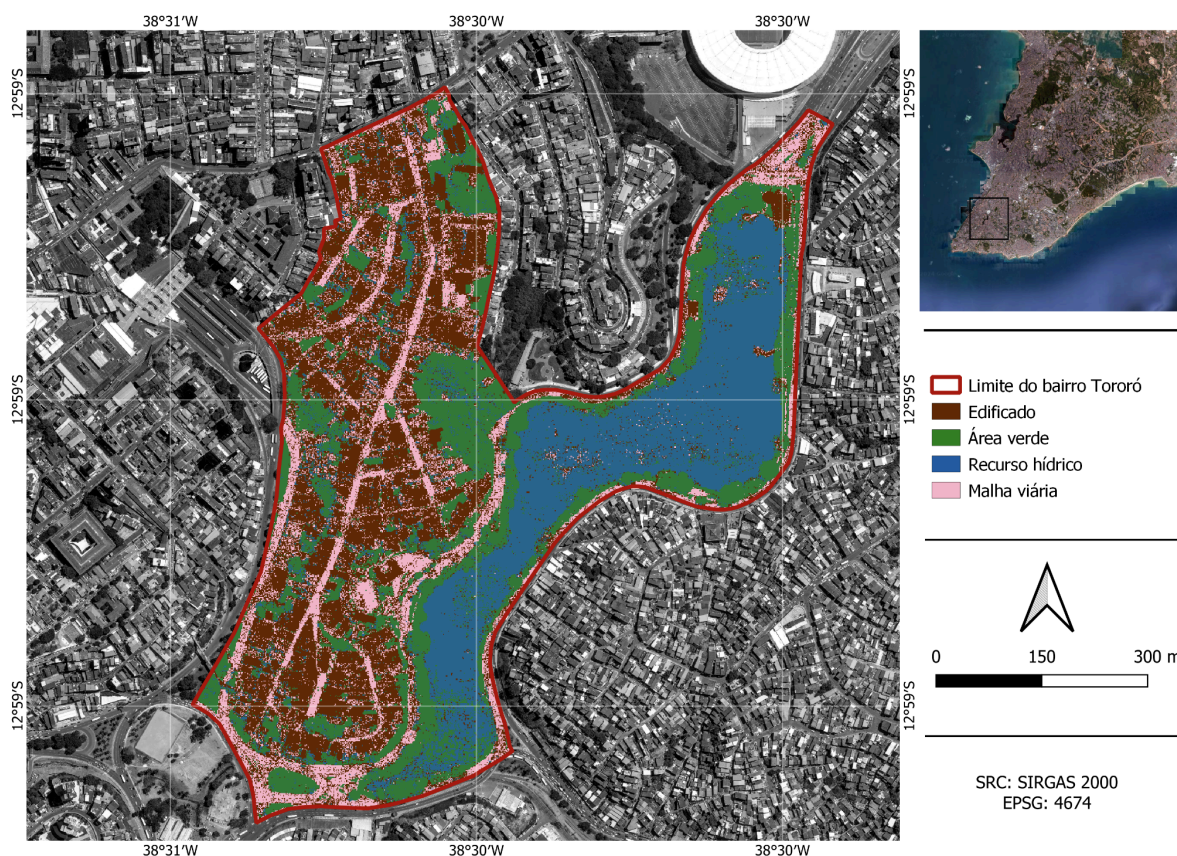 38°31′W 38°30′W 38°30′W
12°59′S 12°59′S
12°59′S 12°59′S
12°59′S 12°59′S
38°31′W 38°30′W 38°30′W
Limite do bairro Tororó
Edificado
Área verde
Recurso hídrico
Malha viária
0 150 300 m
SRC: SIRGAS 2000
EPSG: 4674